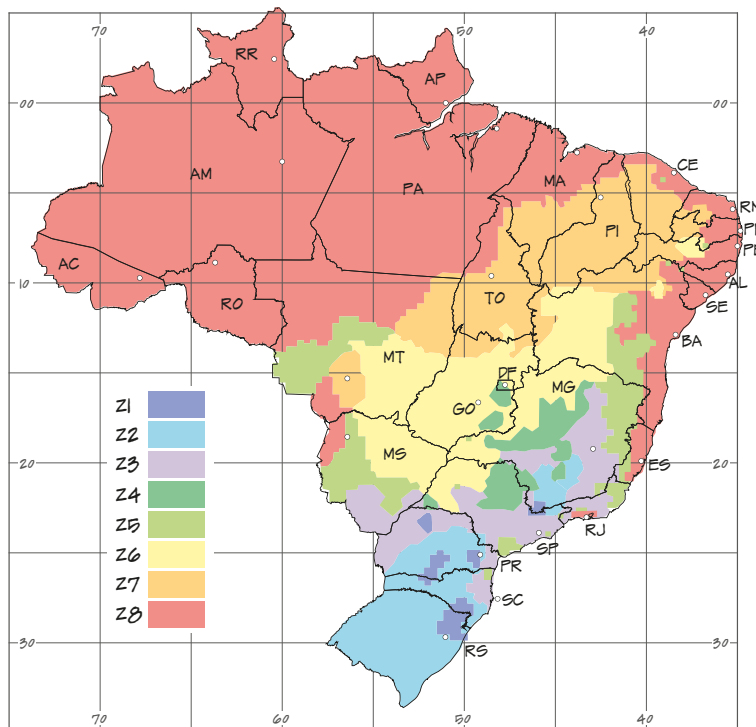 70 50 40
RR
AP
00 00
CE
AM PA MA
RN
PI
AC
TO
AL
10 10
RO
SE
BA
MT
DF
MG
Z1
GO
Z2
MS
Z3 20 20
ES
Z4
Z5
RJ
SP
Z6
PR
Z7
SC
Z8
30 30
RS
70 60 50 40